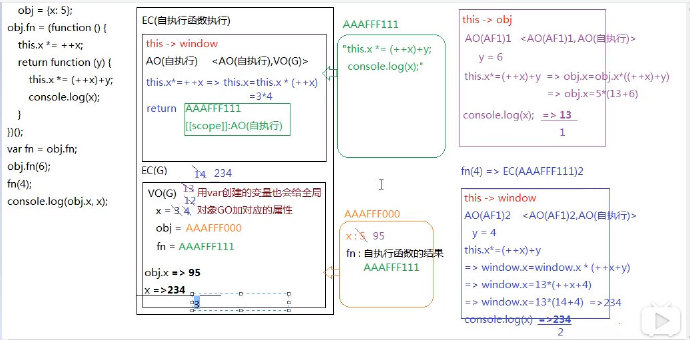 obj = {x: 5};
obj.fn = (function () {
this.x *= ++x;
return function (y) {
this.x *= (++x)+y;
console.log(x);
}
})();
var fn = obj.fn;
obj.fn(6);
fn(4);
console.log(obj.x, x);
EC(自执行函数执行)
this -> window
AO(自执行) <AO(自执行),VO(G)>
this.x*=++x => this.x=this.x * (++x)
=3*4
return AAAFFF111
[[scope]]:AO(自执行)
EC(G)
14 234
13
12
VO(G) 用var创建的变量也会给全局
x = 3 4 对象GO加对应的属性
obj = AAAFFF000
fn = AAAFFF111
obj.x => 95
x =>234
3
AAAFFF111
"this.x *= (++x)+y;
console.log(x);"
AAAFFF000
x : 5 95
fn : 自执行函数的结果
AAAFFF111
this -> obj
AO(AF1)1 <AO(AF1)1,AO(自执行)>
y = 6
this.x*=(++x)+y => obj.x=obj.x*((++x)+y)
=> obj.x=5*(13+6)
console.log(x); => 13
1
fn(4) => EC(AAAFFF111)2
this -> window
AO(AF1)2 <AO(AF1)2,AO(自执行)>
y = 4
this.x*=(++x)+y
=> window.x=window.x * (++x+y)
=> window.x=13*(++x+4)
=> window.x=13*(14+4) =>234
console.log(x) =>234
2